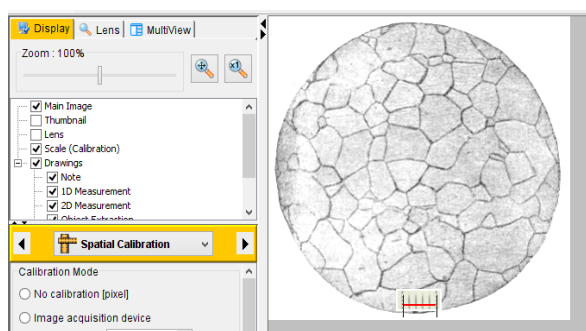 Display Lens MultiView
Zoom : 100%
x1
Main Image
Thumbnail
Lens
Scale (Calibration)
Drawings
Note
1D Measurement
2D Measurement
Object Extraction
Spatial Calibration
Calibration Mode
No calibration [pixel]
Image acquisition device